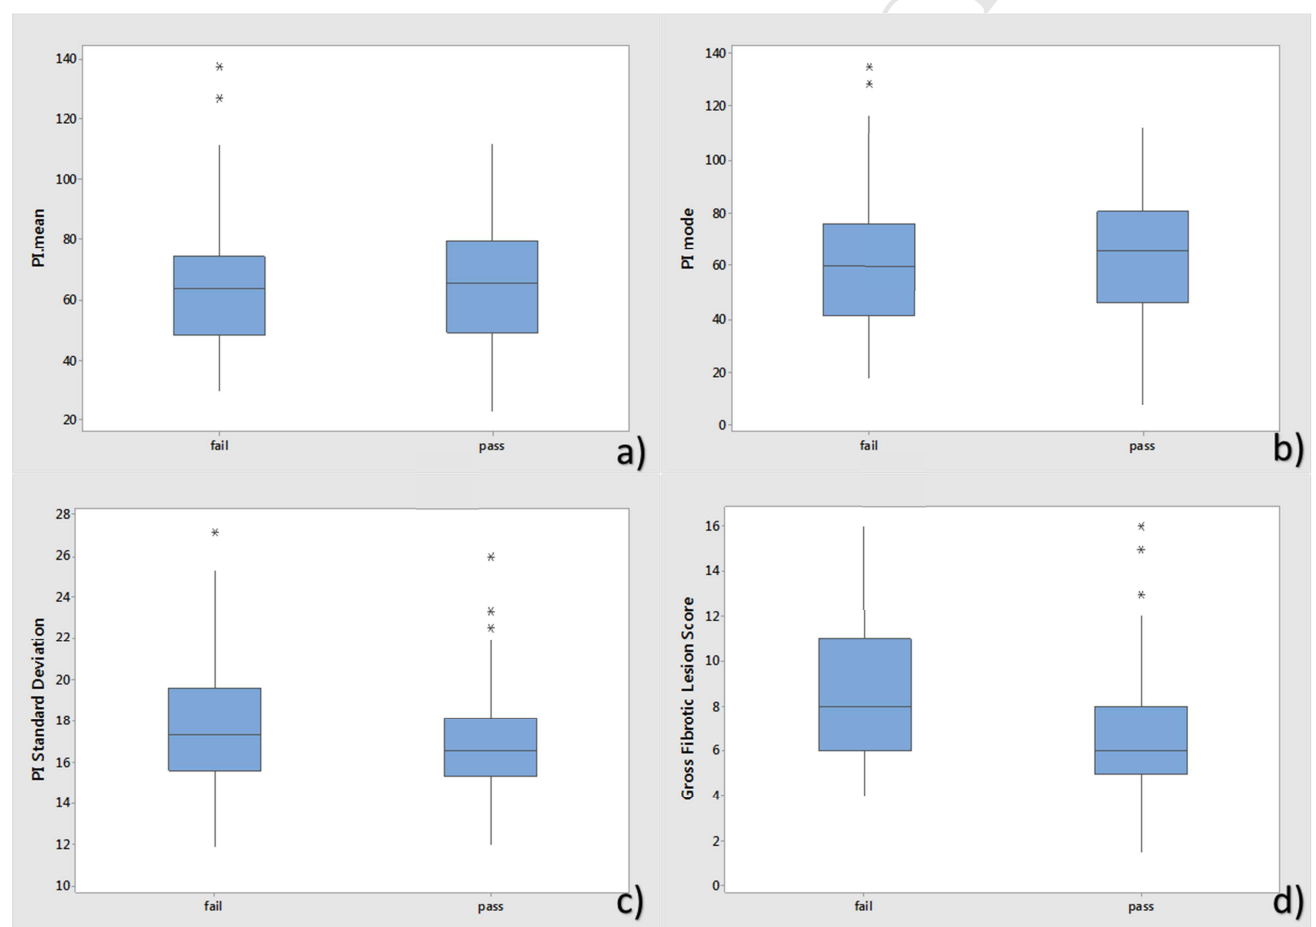 140
120
100
80
60
40
20
PI.mean
fail
pass
a)
140
120
100
80
60
40
20
0
PI mode
fail
pass
b)
28
26
24
22
20
18
16
14
12
10
PI Standard Deviation
fail
pass
c)
16
14
12
10
8
6
4
2
0
Gross Fibrotic Lesion Score
fail
pass
d)